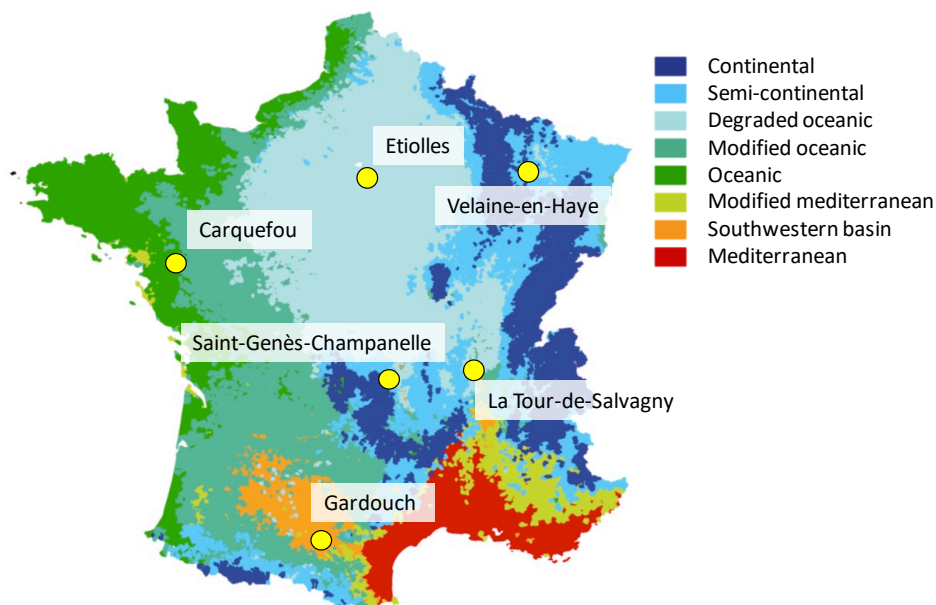 Continental
Semi-continental
Degraded oceanic
Modified oceanic
Oceanic
Modified mediterranean
Southwestern basin
Mediterranean
Etiolles
Velaine-en-Haye
Carquefou
Saint-Genès-Champanelle
La Tour-de-Salvagny
Gardouch